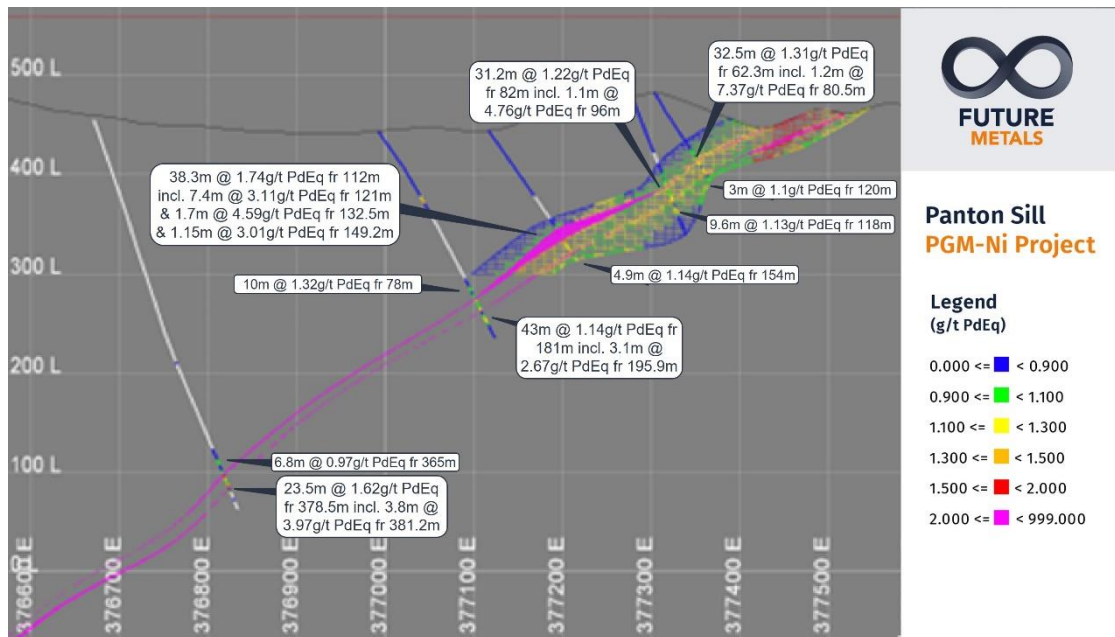 500 L
400 L
300 L
200 L
100 L
0
31.2m @ 1.22g/t PdEq
fr 82m incl. 1.1m @
4.76g/t PdEq fr 96m
32.5m @ 1.31g/t PdEq
fr 62.3m incl. 1.2m @
7.37g/t PdEq fr 80.5m
38.3m @ 1.74g/t PdEq fr 112m
incl. 7.4m @ 3.11g/t PdEq fr 121m
& 1.7m @ 4.59g/t PdEq fr 132.5m
& 1.15m @ 3.01g/t PdEq fr 149.2m
3m @ 1.1g/t PdEq fr 120m
9.6m @ 1.13g/t PdEq fr 118m
4.9m @ 1.14g/t PdEq fr 154m
10m @ 1.32g/t PdEq fr 78m
43m @ 1.14g/t PdEq fr
181m incl. 3.1m @
2.67g/t PdEq fr 195.9m
6.8m @ 0.97g/t PdEq fr 365m
23.5m @ 1.62g/t PdEq
fr 378.5m incl. 3.8m @
3.97g/t PdEq fr 381.2m
376600 E
376700 E
376800 E
376900 E
377000 E
377100 E
377200 E
377300 E
377400 E
377500 E
FUTURE
METALS
Panton Sill
PGM-Ni Project
Legend
(g/t PdEq)
0.000 <= < 0.900
0.900 <= < 1.100
1.100 <= < 1.300
1.300 <= < 1.500
1.500 <= < 2.000
2.000 <= < 999.000